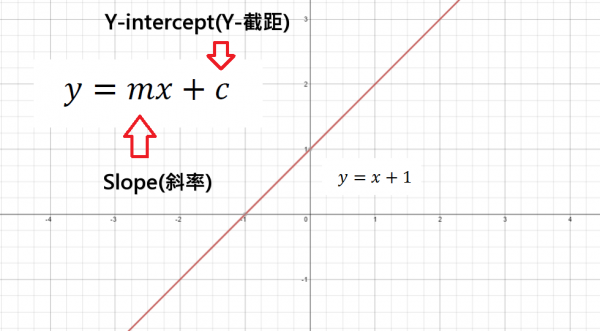 Y-intercept(Y-截距)
y = mx + c
Slope(斜率)
y = x + 1
3
2
1
-4 -3 -2 -1 0 1 2 3 4
-1